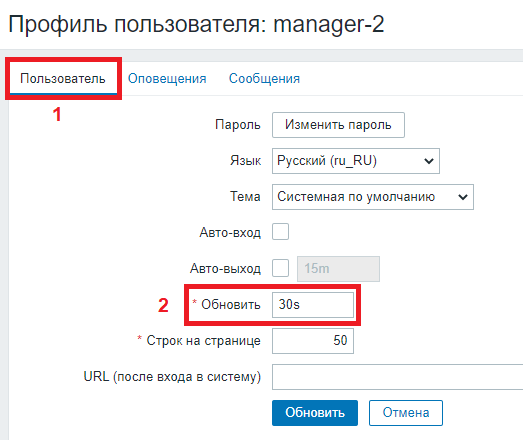 Профиль пользователя: manager-2
Пользователь Оповещения Сообщения
1
Пароль Изменить пароль
Язык Русский (ru_RU)
Тема Системная по умолчанию
Авто-вход
Авто-выход 15m
2 * Обновить 30s
* Строк на странице 50
URL (после входа в систему)
Обновить Отмена